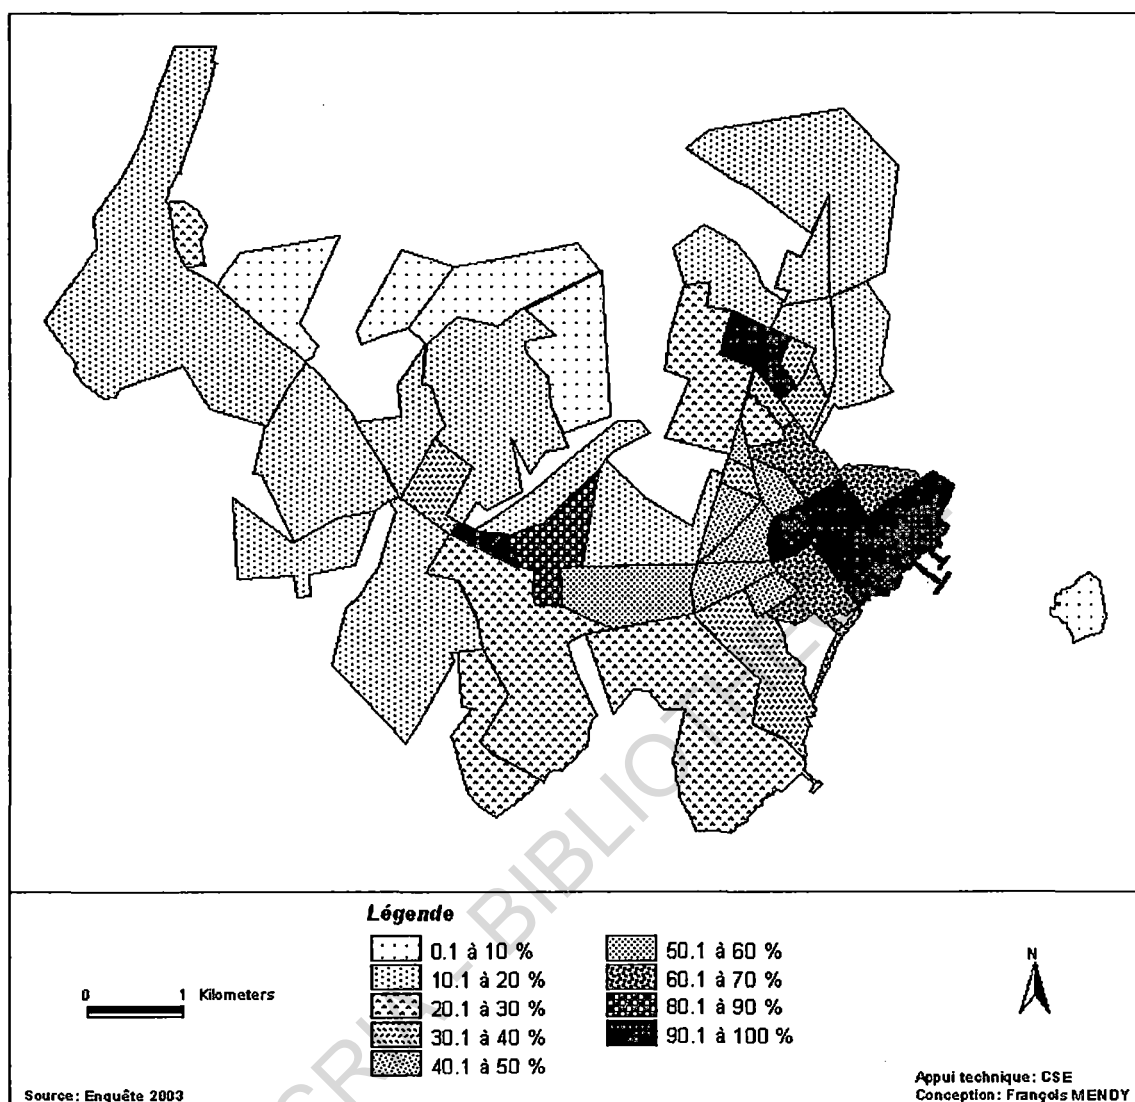 Légende
0.1 à 10 %
10.1 à 20 %
20.1 à 30 %
30.1 à 40 %
40.1 à 50 %
50.1 à 60 %
60.1 à 70 %
80.1 à 90 %
90.1 à 100 %
0 1 Kilometers
N
Source: Enquête 2003
Appui technique: CSE
Conception: François MENDY
BIBLIOT